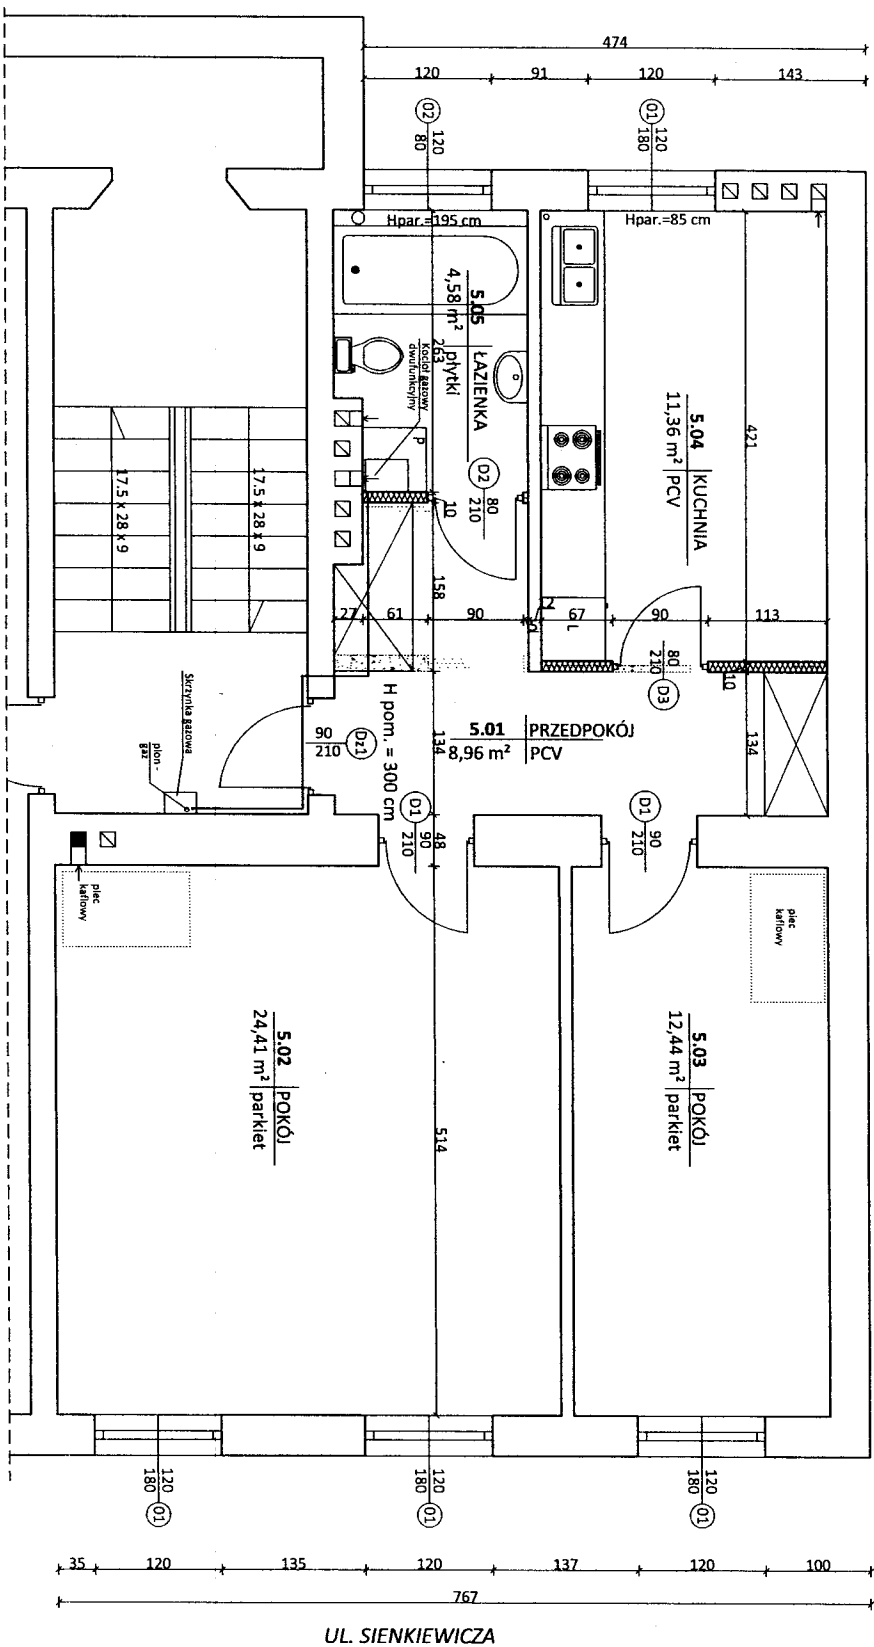 474
120 91 120 143
02 120
80
01 120
180
Hpar.=195 cm
Hpar.=85 cm
5.05 ŁAZIENKA
4,58 m² płytki
263
Kocioł gazowy
dwufunkcyjny
P
5.04 KUCHNIA
11,36 m² PCV
421
17.5 x 28 x 9
17.5 x 28 x 9
D2 80
210
10
158
27 61 90 12 67 90 113
L
80
210 D3
10
Skrzynka gazowa
pion -
gaz
90
210 Dz1
H pom. = 300 cm
134
5.01 PRZEDPOKÓJ
8,96 m² PCV
134
D1 90
210
48
D1 90
210
piec
kaflowy
piec
kaflowy
5.02 POKÓJ
24,41 m² parkiet
5.03 POKÓJ
12,44 m² parkiet
514
120
180 01
120
180 01
120
180 01
35 120 135 120 137 120 100
767
UL. SIENKIEWICZA